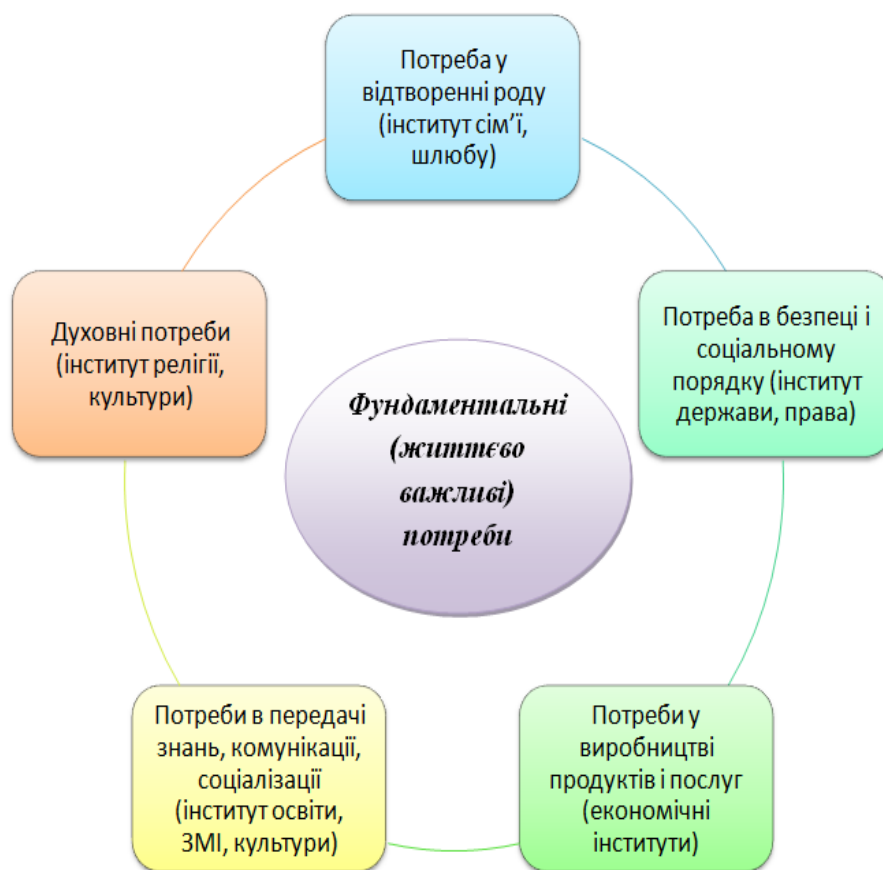 Потреба у
відтворенні роду
(інститут сім’ї,
шлюбу)
Потреба в безпеці і
соціальному
порядку (інститут
держави, права)
Потреби у
виробництві
продуктів і послуг
(економічні
інститути)
Потреби в передачі
знань, комунікації,
соціалізації
(інститут освіти,
ЗМІ, культури)
Духовні потреби
(інститут релігії,
культури)
Фундаментальні
(життєво
важливі)
потреби